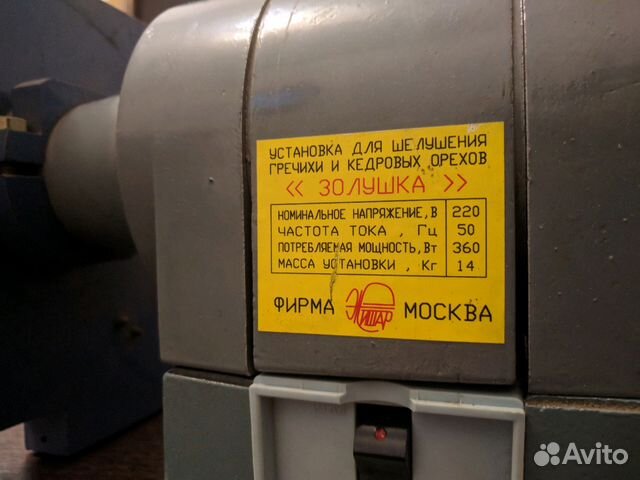 УСТАНОВКА ДЛЯ ШЕЛУШЕНИЯ
ГРЕЧИХИ И КЕДРОВЫХ ОРЕХОВ
<< ЗОЛУШКА >>
НОМИНАЛЬНОЕ НАПРЯЖЕНИЕ, В 220
ЧАСТОТА ТОКА , Гц 50
ПОТРЕБЛЯЕМАЯ МОЩНОСТЬ, Вт 360
МАССА УСТАНОВКИ , Кг 14
ФИРМА ЖИШАР МОСКВА
Avito